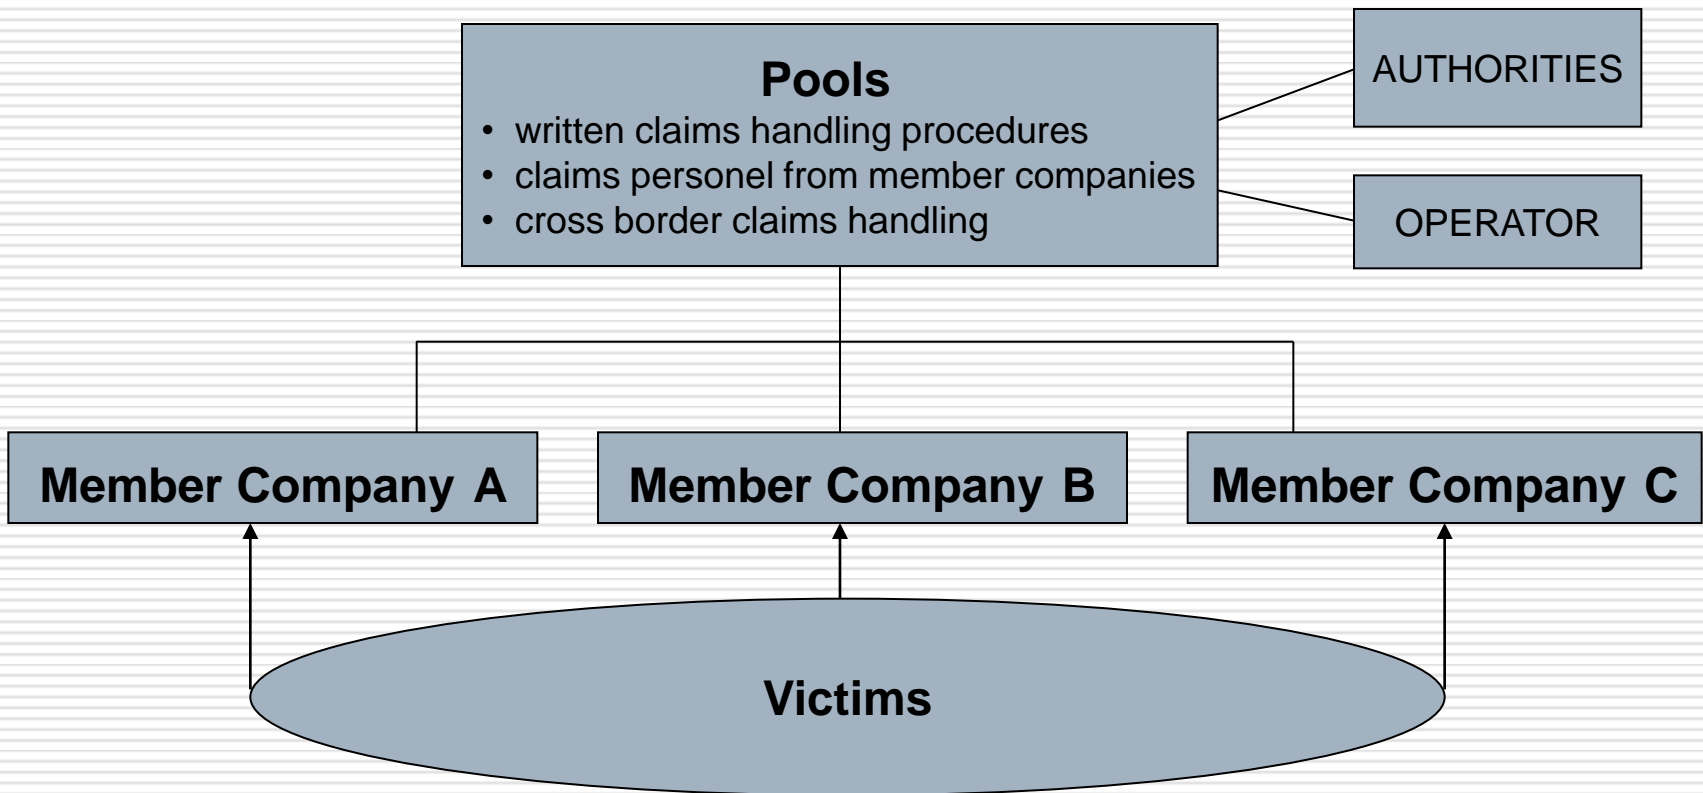 Pools
• written claims handling procedures
• claims personel from member companies
• cross border claims handling
AUTHORITIES
OPERATOR
Member Company A
Member Company B
Member Company C
Victims